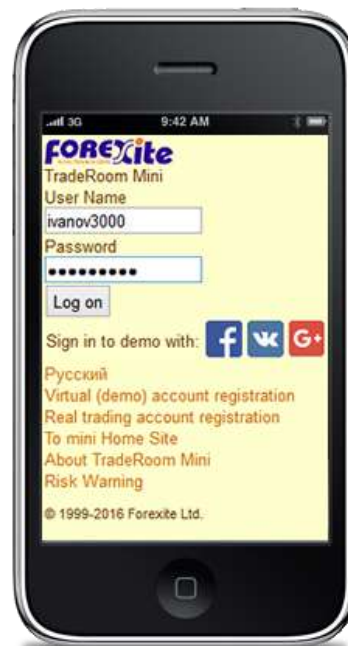 3G 9:42 AM
FOREXite
TradeRoom Mini
User Name
ivanov3000
Password
•••••••••
Log on
Sign in to demo with: f G+
Русский
Virtual (demo) account registration
Real trading account registration
To mini Home Site
About TradeRoom Mini
Risk Warning
© 1999-2016 Forexite Ltd.